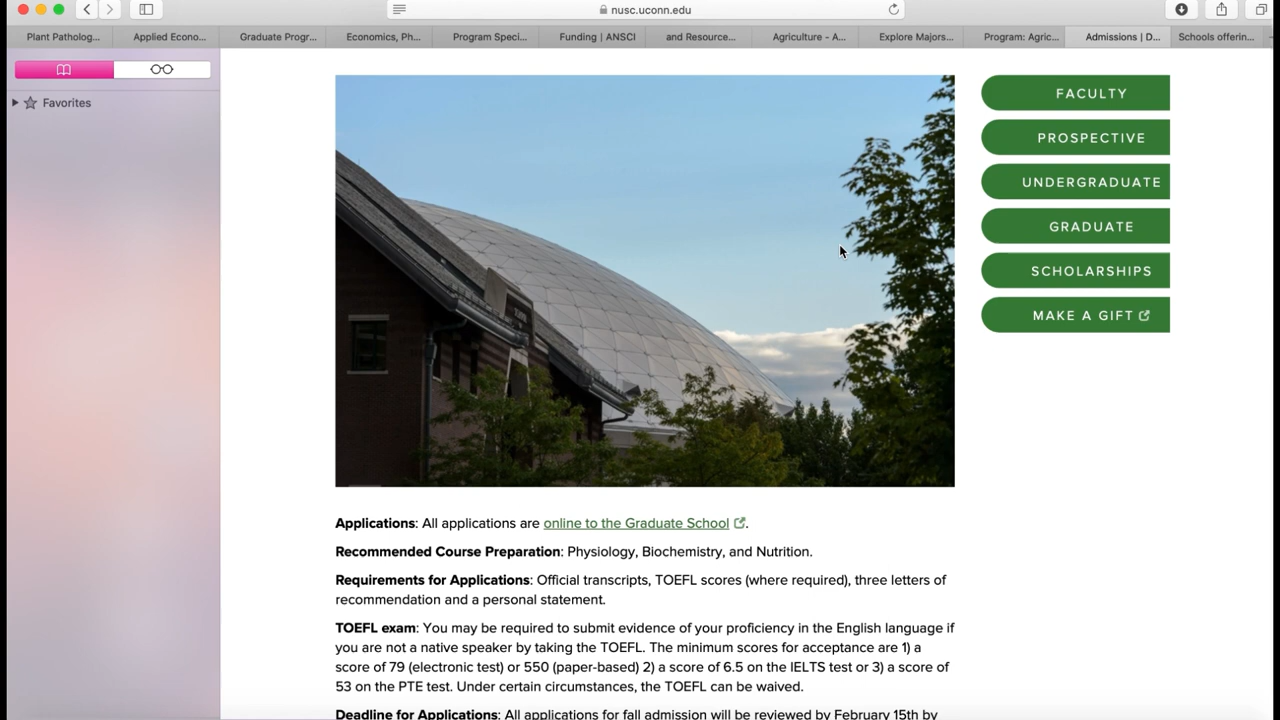 nusc.uconn.edu
Plant Patholog...
Applied Econo...
Graduate Progr...
Economics, Ph...
Program Speci...
Funding | ANSCI
and Resource...
Agriculture - A...
Explore Majors...
Program: Agric...
Admissions | D...
Schools offerin...
Favorites
FACULTY
PROSPECTIVE
UNDERGRADUATE
GRADUATE
SCHOLARSHIPS
MAKE A GIFT
Applications: All applications are online to the Graduate School.
Recommended Course Preparation: Physiology, Biochemistry, and Nutrition.
Requirements for Applications: Official transcripts, TOEFL scores (where required), three letters of
recommendation and a personal statement.
TOEFL exam: You may be required to submit evidence of your proficiency in the English language if
you are not a native speaker by taking the TOEFL. The minimum scores for acceptance are 1) a
score of 79 (electronic test) or 550 (paper-based) 2) a score of 6.5 on the IELTS test or 3) a score of
53 on the PTE test. Under certain circumstances, the TOEFL can be waived.
Deadline for Applications: All applications for fall admission will be reviewed by February 15th by